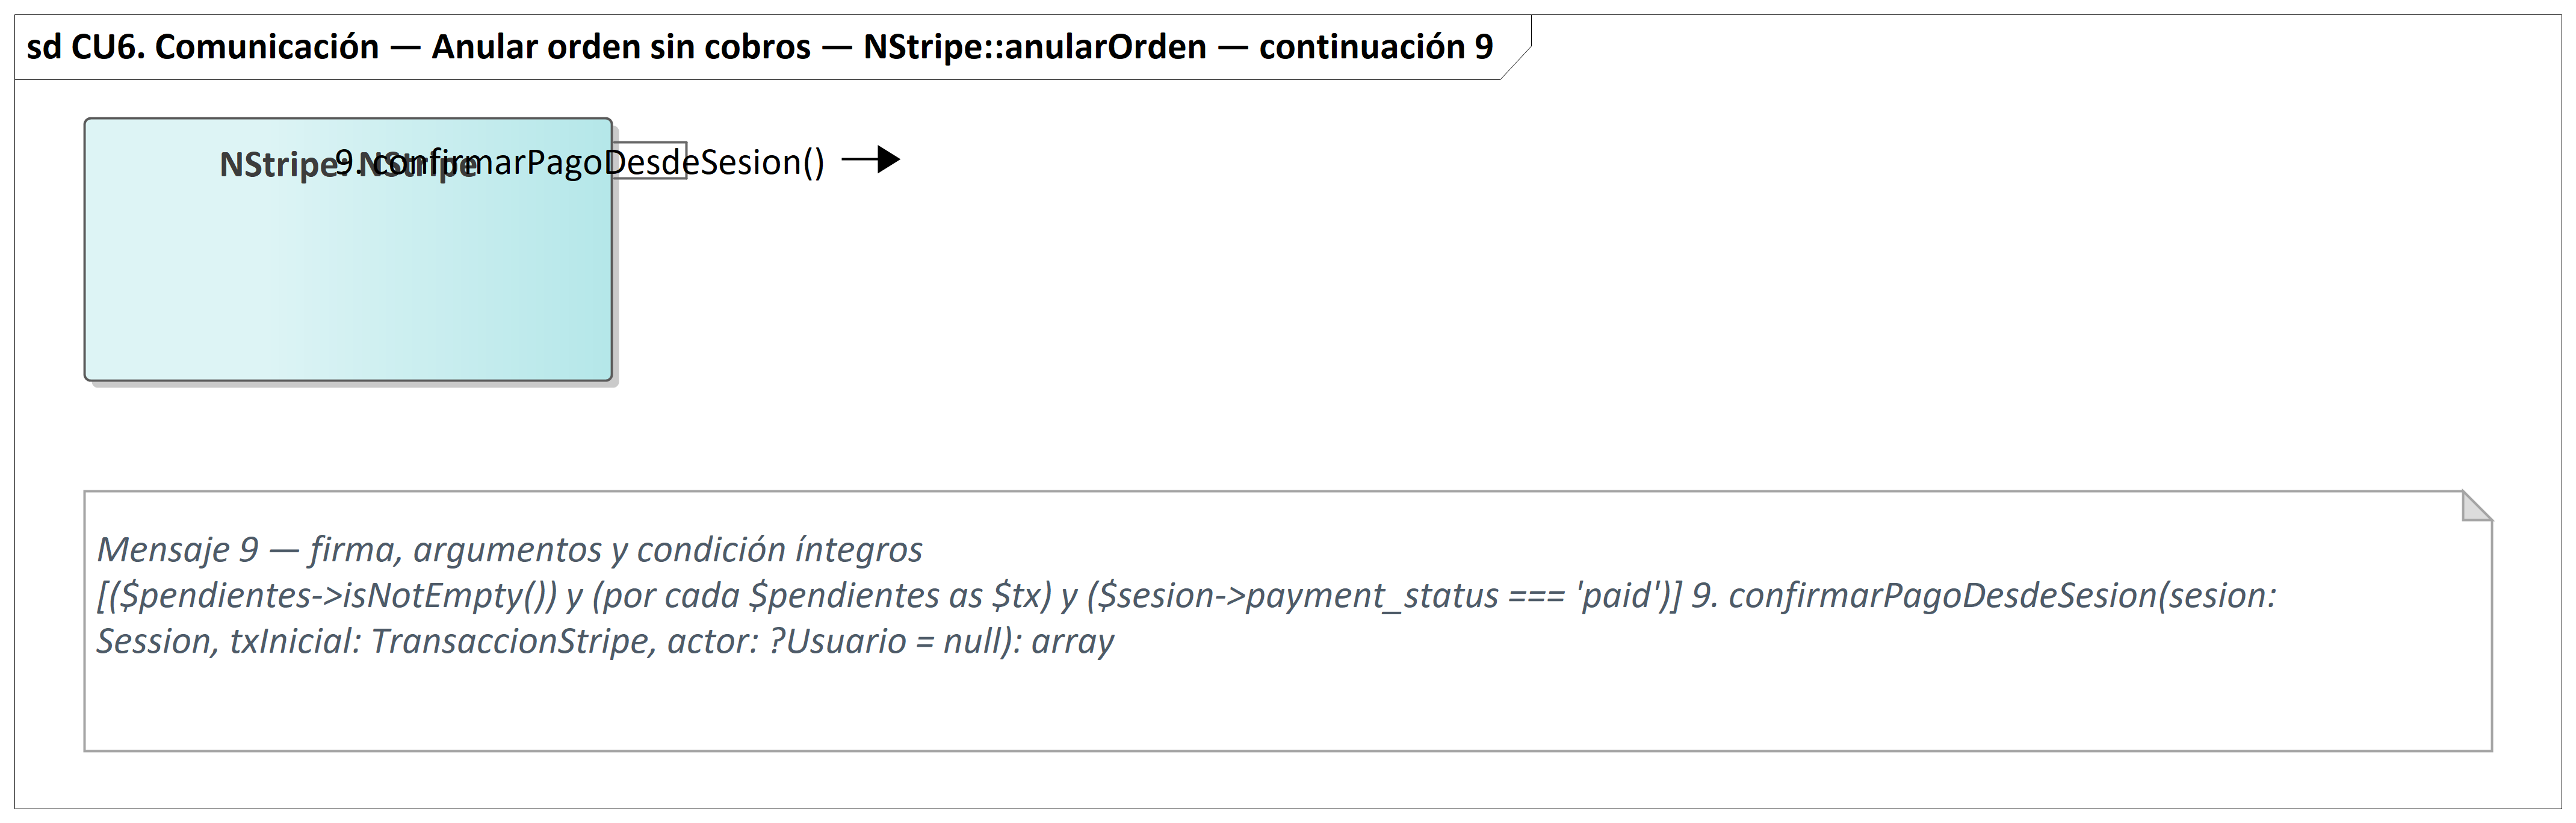 sd CU6. Comunicación — Anular orden sin cobros — NStripe::anularOrden — continuación 9
NStripe: NStripe
9. confirmarPagoDesdeSesion()
Mensaje 9 — firma, argumentos y condición íntegros
[($pendientes->isNotEmpty()) y (por cada $pendientes as $tx) y ($sesion->payment_status === 'paid')] 9. confirmarPagoDesdeSesion(sesion:
Session, txInicial: TransaccionStripe, actor: ?Usuario = null): array